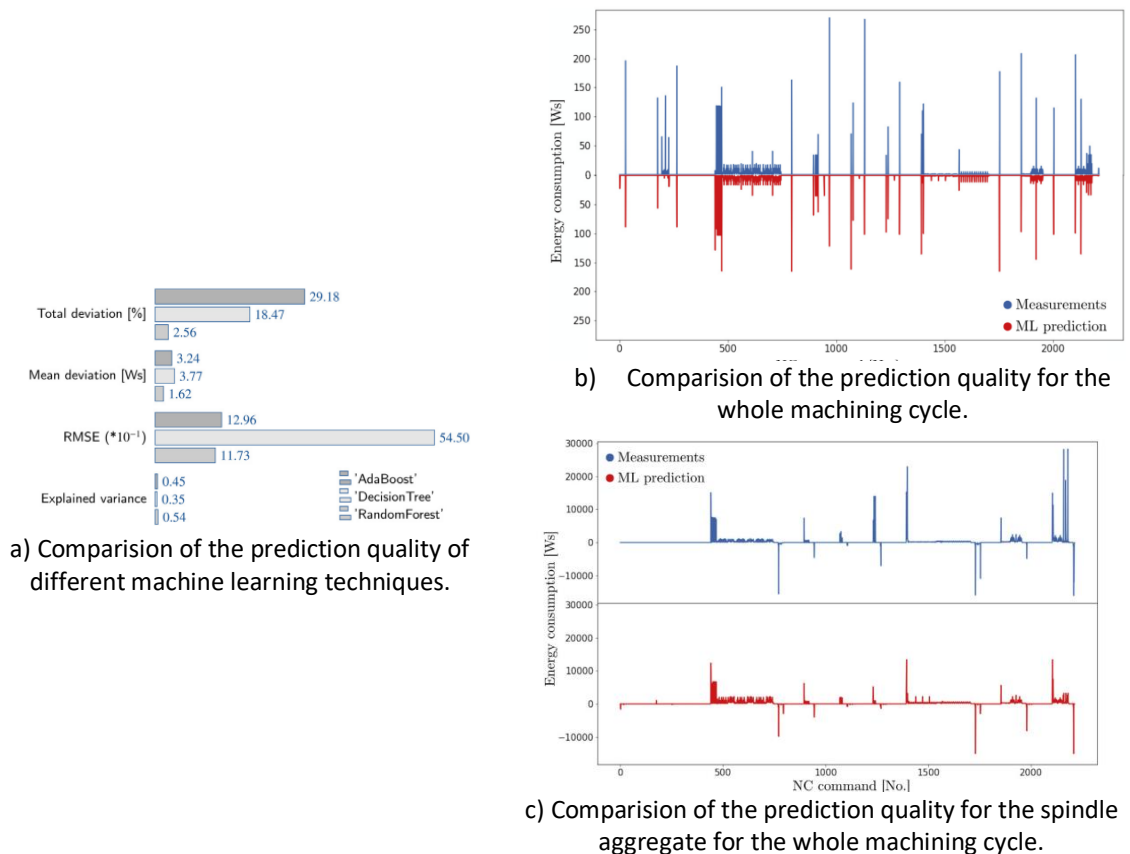 Total deviation [%]
29.18
18.47
2.56
Mean deviation [Ws]
3.24
3.77
1.62
RMSE (*10⁻¹)
12.96
54.50
11.73
Explained variance
0.45
0.35
0.54
'AdaBoost'
'DecisionTree'
'RandomForest'
a) Comparision of the prediction quality of
different machine learning techniques.
Energy consumption [Ws]
250
200
150
100
50
0
50
100
150
200
250
Measurements
ML prediction
0
500
1000
1500
2000
b) Comparision of the prediction quality for the
whole machining cycle.
Energy consumption [Ws]
30000
20000
10000
0
−10000
30000
20000
10000
0
−10000
Measurements
ML prediction
0
500
1000
1500
2000
NC command [No.]
c) Comparision of the prediction quality for the spindle
aggregate for the whole machining cycle.